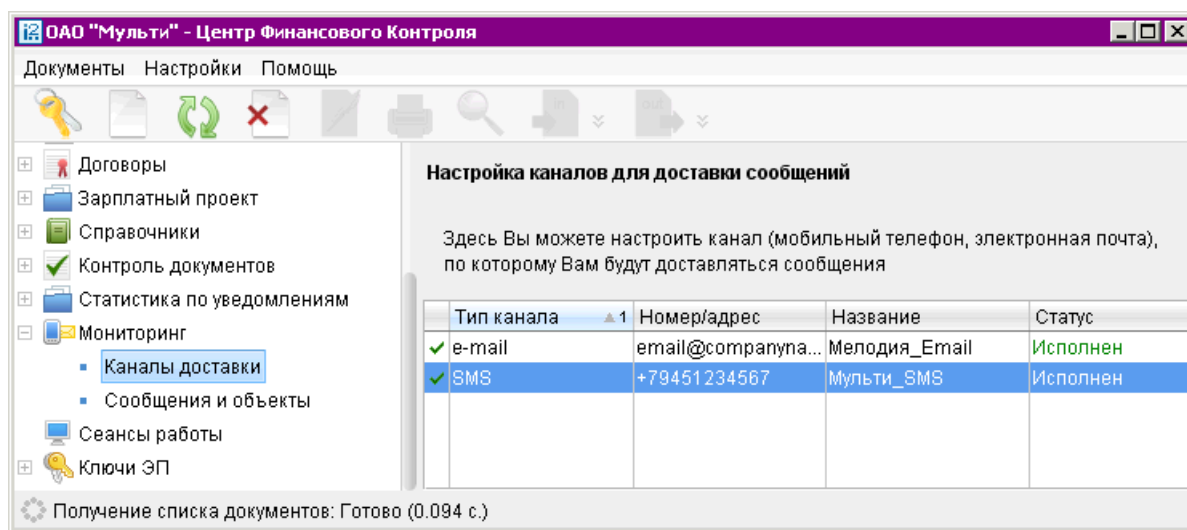 ОАО "Мульти" - Центр Финансового Контроля
Документы Настройки Помощь
in out
Договоры
Зарплатный проект
Справочники
Контроль документов
Статистика по уведомлениям
Мониторинг
Каналы доставки
Сообщения и объекты
Сеансы работы
Ключи ЭП
Настройка каналов для доставки сообщений
Здесь Вы можете настроить канал (мобильный телефон, электронная почта),
по которому Вам будут доставляться сообщения
Тип канала 1 Номер/адрес Название Статус
e-mail email@companyna... Мелодия_Email Исполнен
SMS +79451234567 Мульти_SMS Исполнен
Получение списка документов: Готово (0.094 с.)